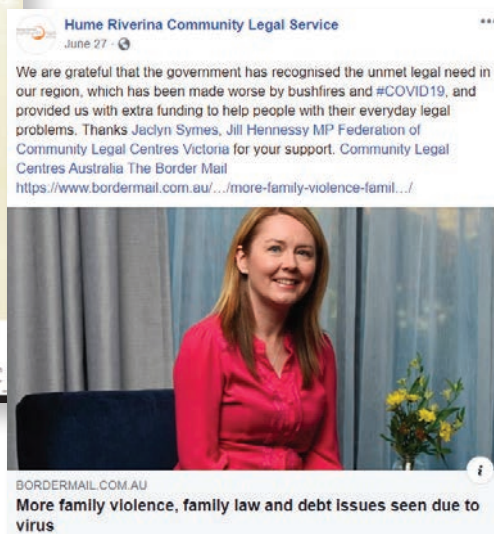 Hume Riverina Community Legal Service
June 27 ·
We are grateful that the government has recognised the unmet legal need in
our region, which has been made worse by bushfires and #COVID19, and
provided us with extra funding to help people with their everyday legal
problems. Thanks Jaclyn Symes, Jill Hennessy MP Federation of
Community Legal Centres Victoria for your support. Community Legal
Centres Australia The Border Mail
https://www.bordermail.com.au/…/more-family-violence-famil…/
BORDERMAIL.COM.AU
More family violence, family law and debt issues seen due to
virus